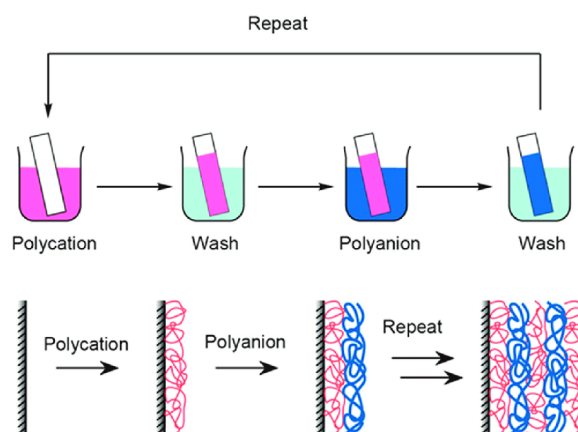 Repeat
Polycation
Wash
Polyanion
Wash
Polycation
Polyanion
Repeat